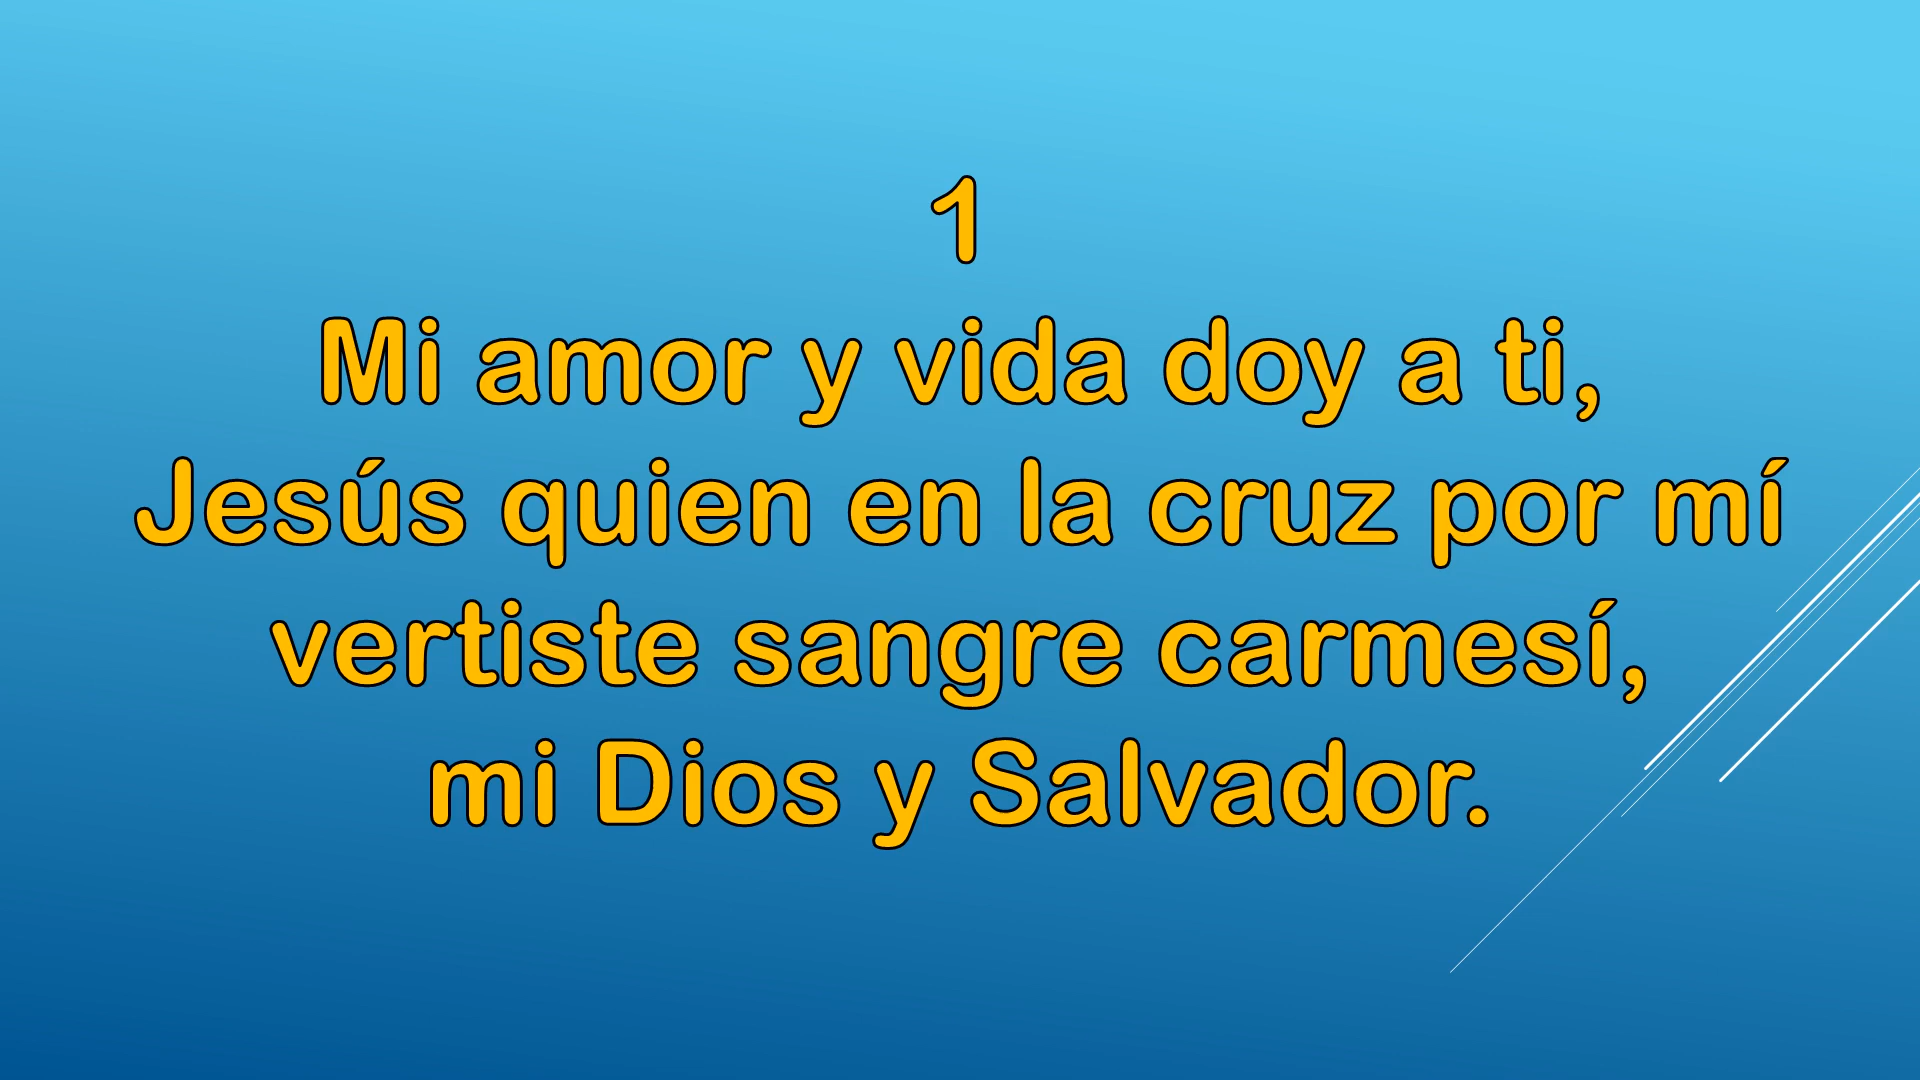 1
Mi amor y vida doy a ti,
Jesús quien en la cruz por mí
vertiste sangre carmesí,
mi Dios y Salvador.